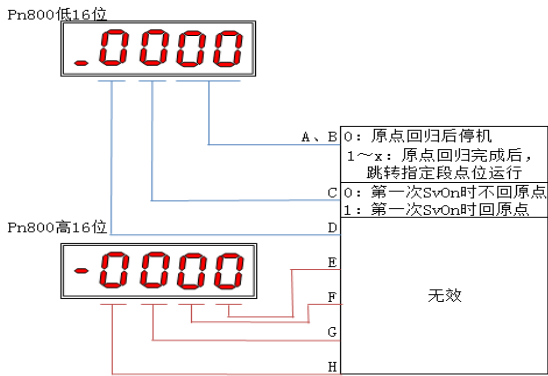 Pn800低16位
.0000
A、B
0：原点回归后停机
1～x：原点回归完成后，
跳转指定段点位运行
C
0：第一次SvOn时不回原点
1：第一次SvOn时回原点
D
Pn800高16位
-0000
E
F
G
H
无效